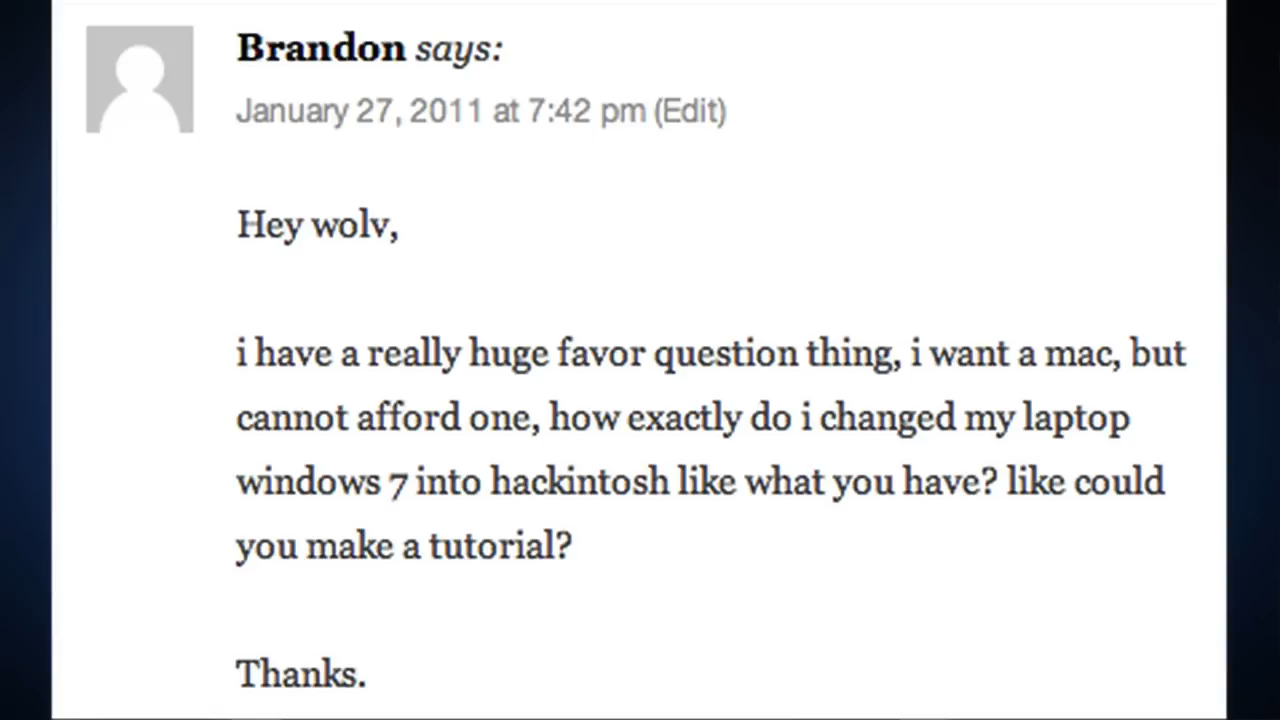 Brandon says:
January 27, 2011 at 7:42 pm (Edit)
Hey wolv,
i have a really huge favor question thing, i want a mac, but
cannot afford one, how exactly do i changed my laptop
windows 7 into hackintosh like what you have? like could
you make a tutorial?
Thanks.